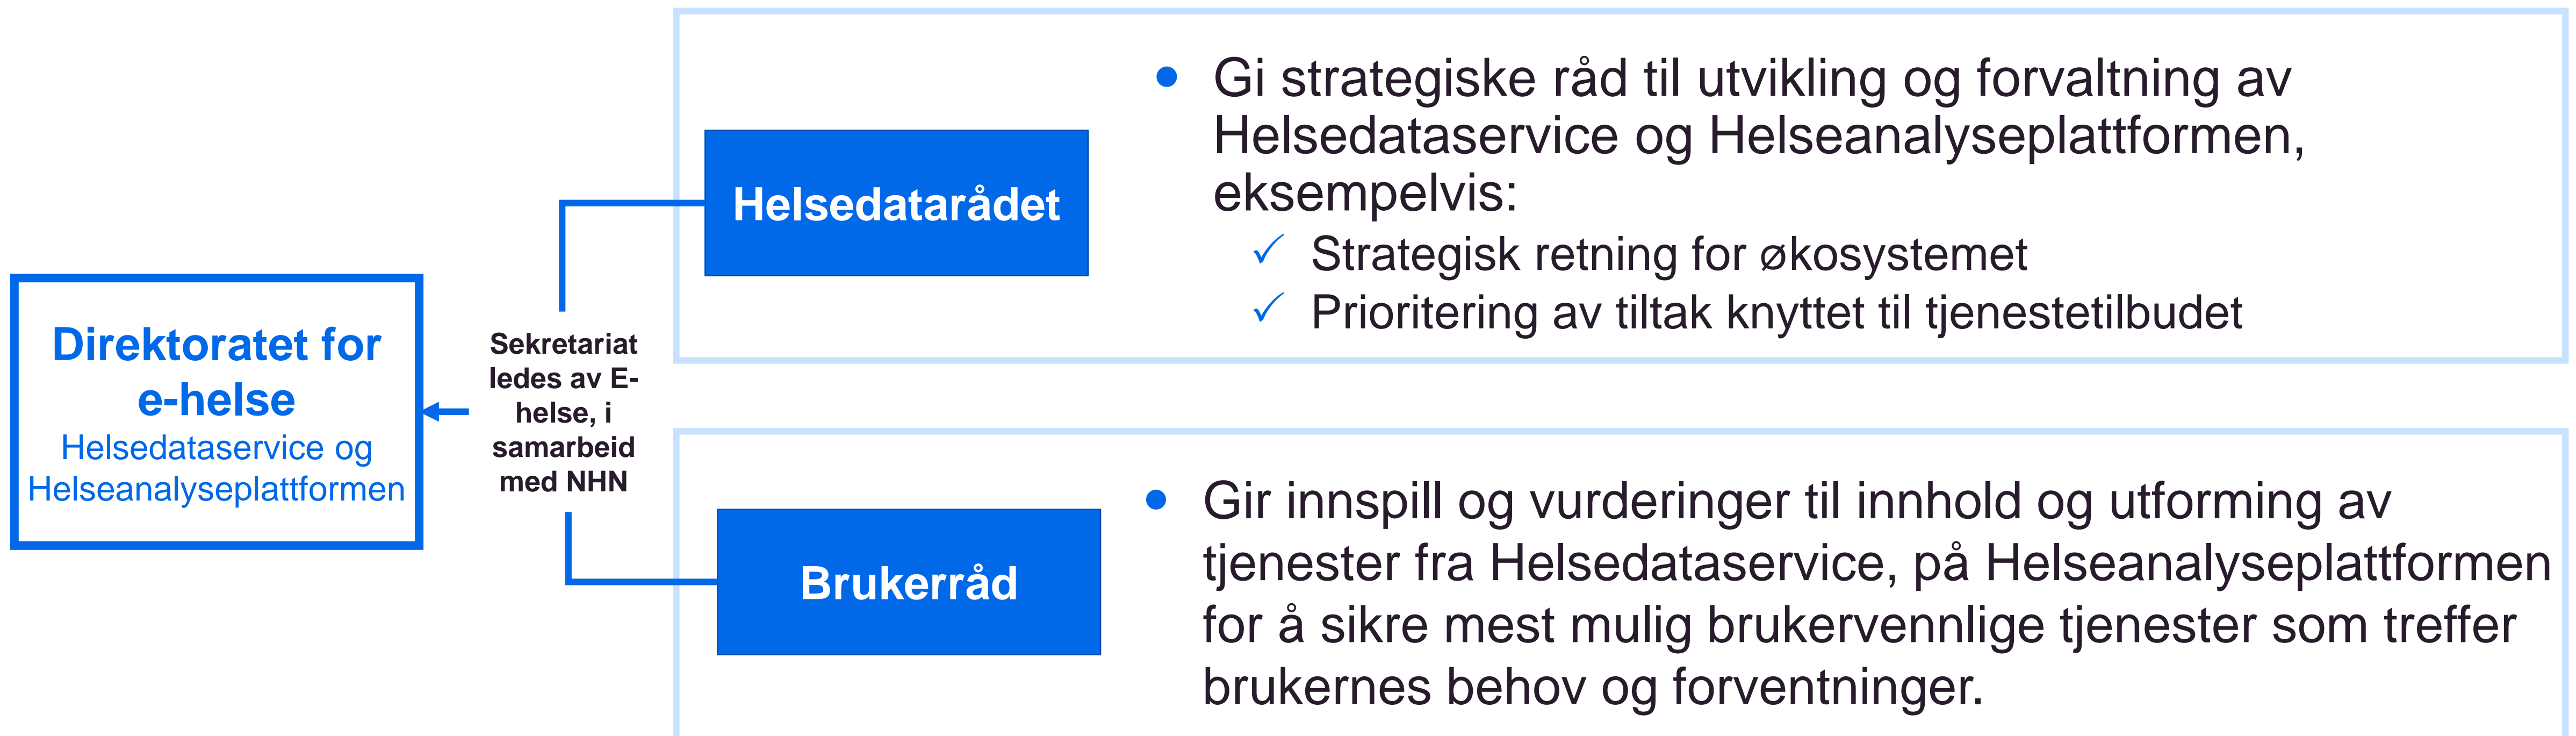 Direktoratet for
e-helse
Helsedataservice og
Helseanalyseplattformen
Sekretariat
ledes av E-
helse, i
samarbeid
med NHN
Helsedatarådet
Gi strategiske råd til utvikling og forvaltning av
Helsedataservice og Helseanalyseplattformen,
eksempelvis:
Strategisk retning for økosystemet
Prioritering av tiltak knyttet til tjenestetilbudet
Brukerråd
Gir innspill og vurderinger til innhold og utforming av
tjenester fra Helsedataservice, på Helseanalyseplattformen
for å sikre mest mulig brukervennlige tjenester som treffer
brukernes behov og forventninger.